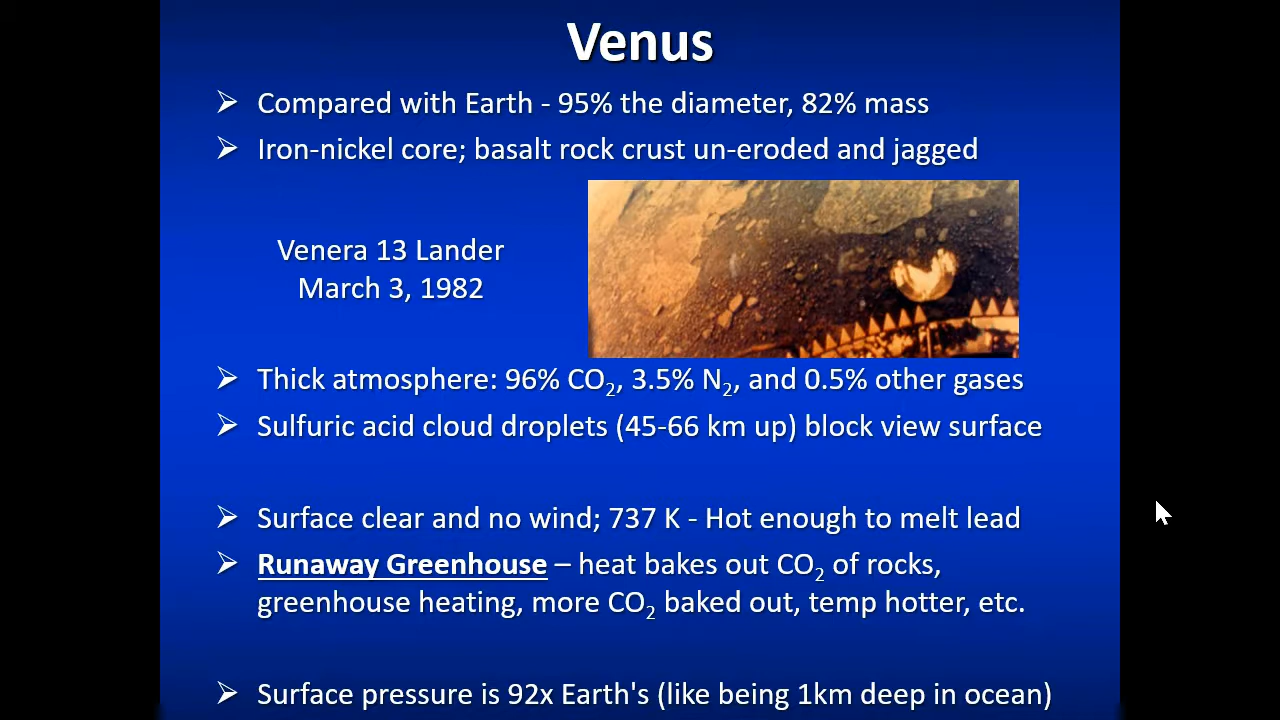 Venus
➢ Compared with Earth - 95% the diameter, 82% mass
➢ Iron-nickel core; basalt rock crust un-eroded and jagged
Venera 13 Lander
March 3, 1982
➢ Thick atmosphere: 96% CO₂, 3.5% N₂, and 0.5% other gases
➢ Sulfuric acid cloud droplets (45-66 km up) block view surface
➢ Surface clear and no wind; 737 K - Hot enough to melt lead
➢ Runaway Greenhouse – heat bakes out CO₂ of rocks,
greenhouse heating, more CO₂ baked out, temp hotter, etc.
➢ Surface pressure is 92x Earth's (like being 1km deep in ocean)